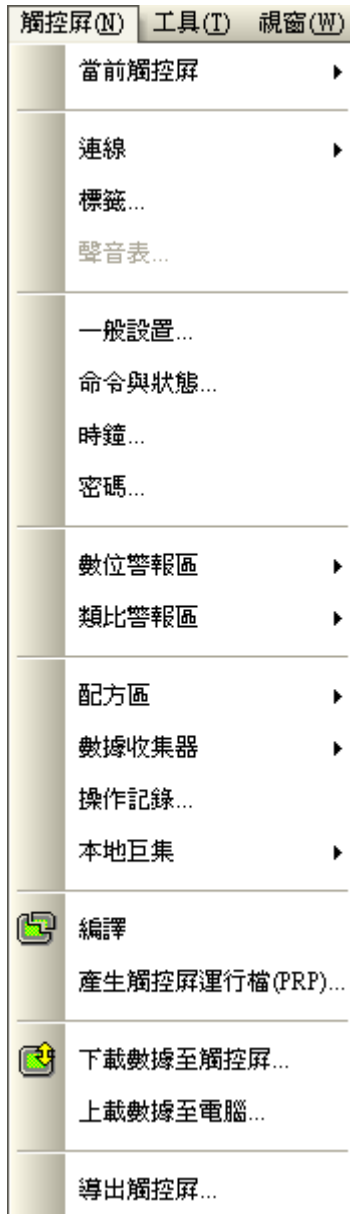 觸控屏(N) 工具(T) 視窗(W)
當前觸控屏
連線
標籤...
聲音表...
一般設置...
命令與狀態...
時鐘...
密碼...
數位警報區
類比警報區
配方區
數據收集器
操作記錄...
本地巨集
編譯
產生觸控屏運行檔(PRP)...
下載數據至觸控屏...
上載數據至電腦...
導出觸控屏...